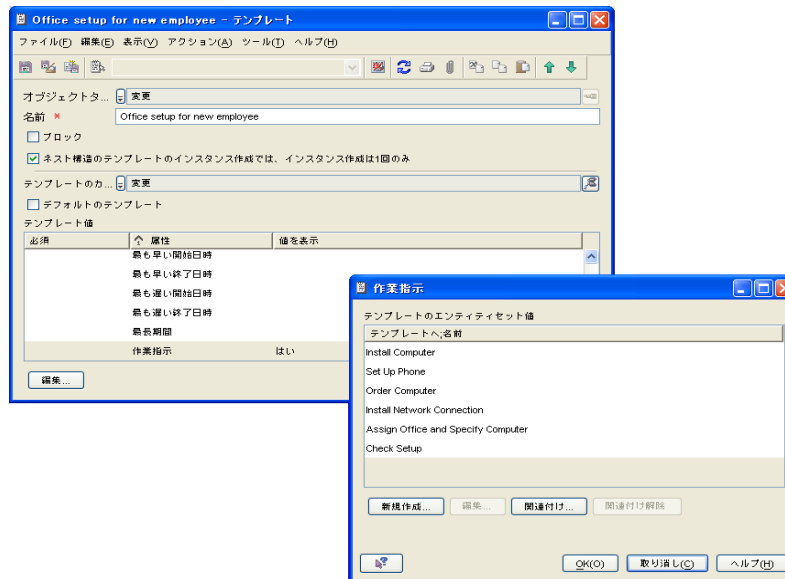 Office setup for new employee – テンプレート
ファイル(F) 編集(E) 表示(V) アクション(A) ツール(T) ヘルプ(H)
オブジェクトタ... 変更
名前 * Office setup for new employee
ブロック
ネスト構造のテンプレートのインスタンス作成では、インスタンス作成は1回のみ
テンプレートのカ... 変更
デフォルトのテンプレート
テンプレート値
必須 属性 値を表示
最も早い開始日時
最も早い終了日時
最も遅い開始日時
最も遅い終了日時
最長期間
作業指示 はい
編集...
作業指示
テンプレートのエンティティセット値
テンプレートへ;名前
Install Computer
Set Up Phone
Order Computer
Install Network Connection
Assign Office and Specify Computer
Check Setup
新規作成... 編集... 関連付け... 関連付け解除
OK(O) 取り消し(C) ヘルプ(H)